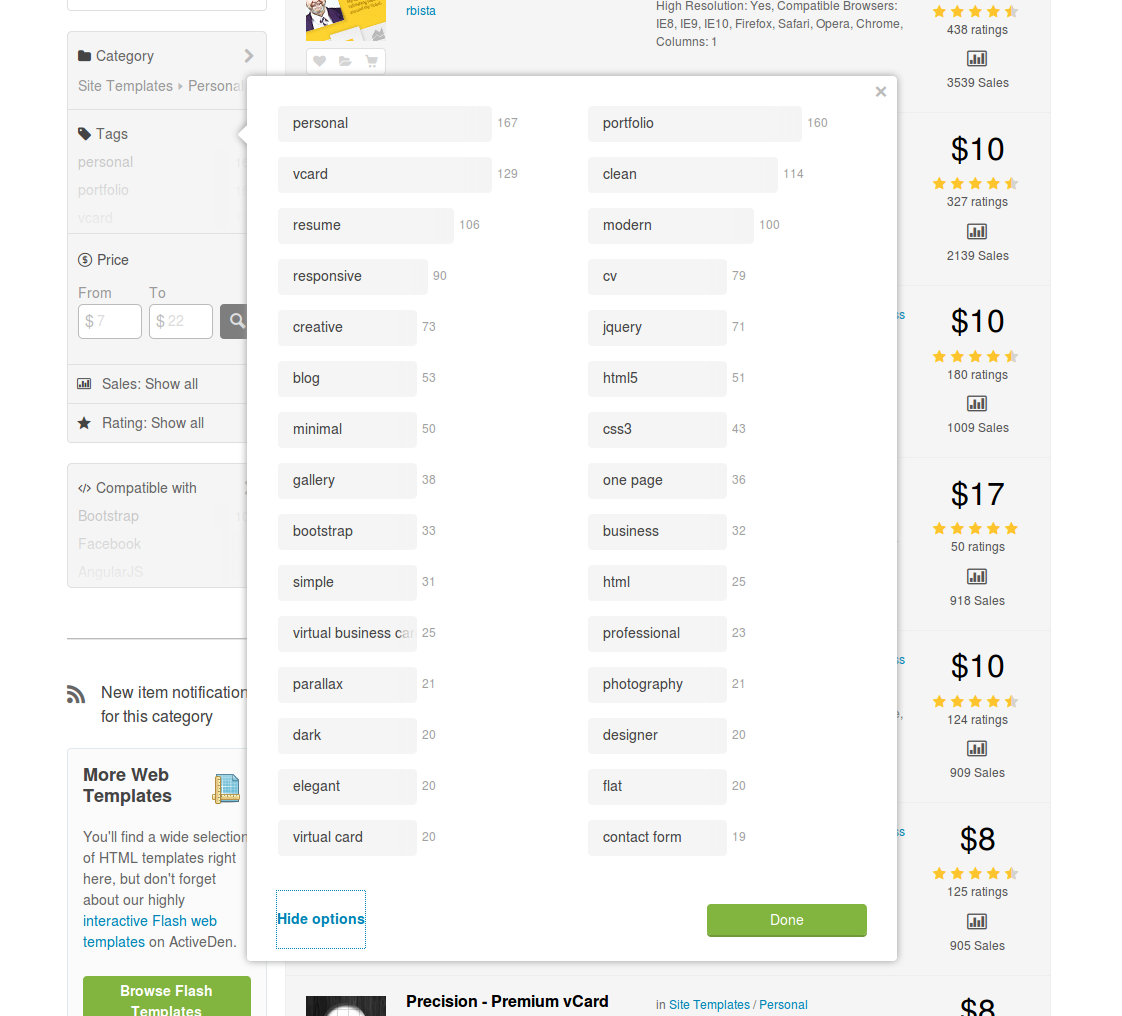 rbista
High Resolution: Yes, Compatible Browsers:
IE8, IE9, IE10, Firefox, Safari, Opera, Chrome,
Columns: 1
438 ratings
3539 Sales
Category
Site Templates Persona
Tags
personal
portfolio
vcard
Price
From To
$ 7 $ 22
Sales: Show all
Rating: Show all
Compatible with
Bootstrap
Facebook
AngularJS
New item notification
for this category
More Web
Templates
You'll find a wide selection
of HTML templates right
here, but don't forget
about our highly
interactive Flash web
templates on ActiveDen.
Browse Flash
Templates
×
personal 167 portfolio 160
vcard 129 clean 114
resume 106 modern 100
responsive 90 cv 79
creative 73 jquery 71
blog 53 html5 51
minimal 50 css3 43
gallery 38 one page 36
bootstrap 33 business 32
simple 31 html 25
virtual business car 25 professional 23
parallax 21 photography 21
dark 20 designer 20
elegant 20 flat 20
virtual card 20 contact form 19
Hide options Done
$10
327 ratings
2139 Sales
ss
$10
180 ratings
1009 Sales
$17
50 ratings
918 Sales
ss
$10
e,
124 ratings
909 Sales
ss
$8
125 ratings
905 Sales
Precision - Premium vCard
in Site Templates / Personal
$8